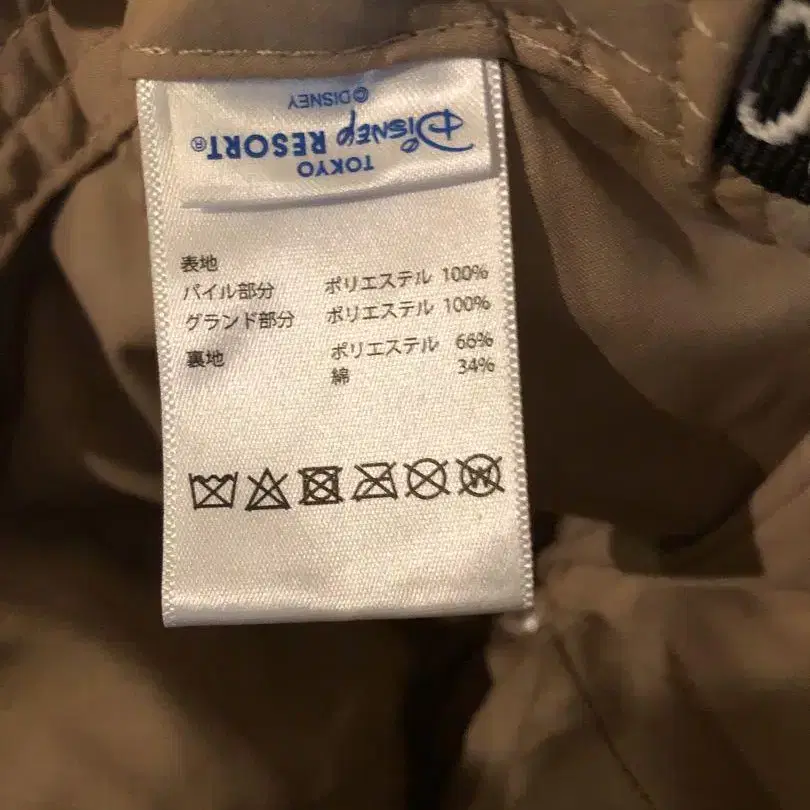 © DISNEY
TOKYO
DISNEY RESORT®
表地
パイル部分 ポリエステル 100%
グランド部分 ポリエステル 100%
裏地 ポリエステル 66%
綿 34%
W